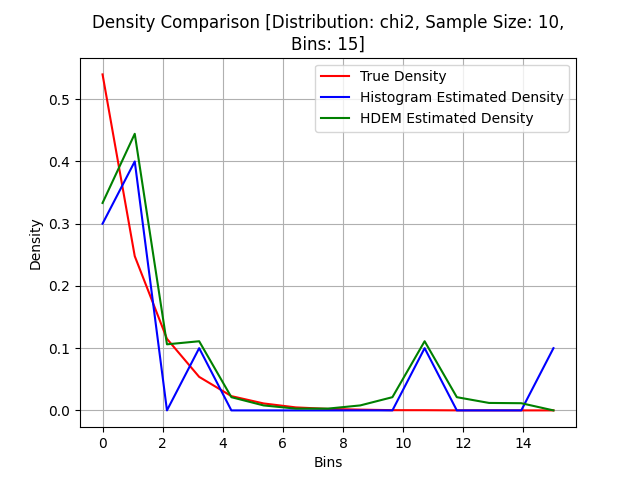 Density Comparison [Distribution: chi2, Sample Size: 10,
Bins: 15]
True Density
Histogram Estimated Density
HDEM Estimated Density
Density
0.5
0.4
0.3
0.2
0.1
0.0
0 2 4 6 8 10 12 14
Bins